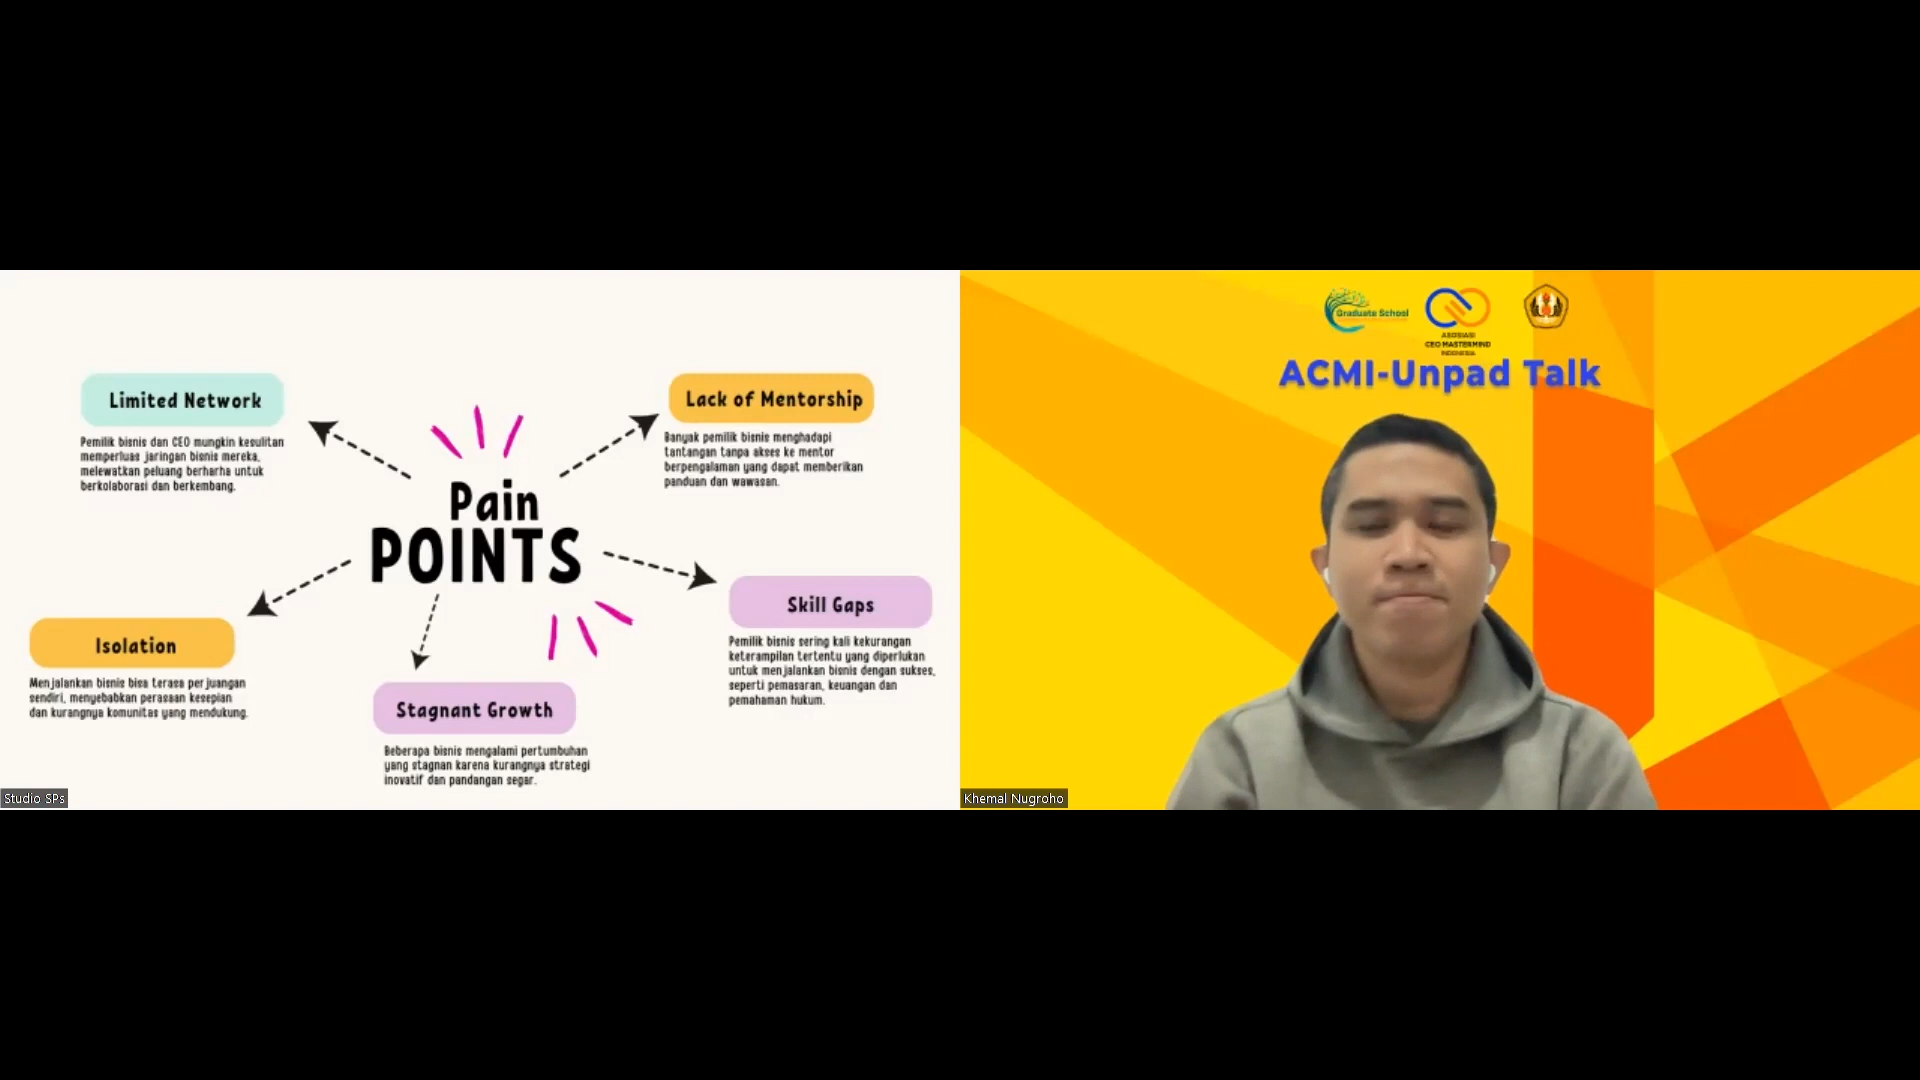 Limited Network
Pemilik bisnis dan CEO mungkin kesulitan
memperluas jaringan bisnis mereka,
melewatkan peluang berharha untuk
berkolaborasi dan berkembang.
Lack of Mentorship
Banyak pemilik bisnis menghadapi
tantangan tanpa akses ke mentor
berpengalaman yang dapat memberikan
panduan dan wawasan.
Pain
POINTS
Isolation
Menjalankan bisnis bisa terasa perjuangan
sendiri, menyebabkan perasaan kesepian
dan kurangnya komunitas yang mendukung.
Stagnant Growth
Beberapa bisnis mengalami pertumbuhan
yang stagnan karena kurangnya strategi
inovatif dan pandangan segar.
Skill Gaps
Pemilik bisnis sering kali kekurangan
keterampilan tertentu yang diperlukan
untuk menjalankan bisnis dengan sukses,
seperti pemasaran, keuangan dan
pemahaman hukum.
Studio SPs
Graduate School
ASOSIASI
CEO MASTERMIND
INDONESIA
ACMI-Unpad Talk
Khemal Nugroho